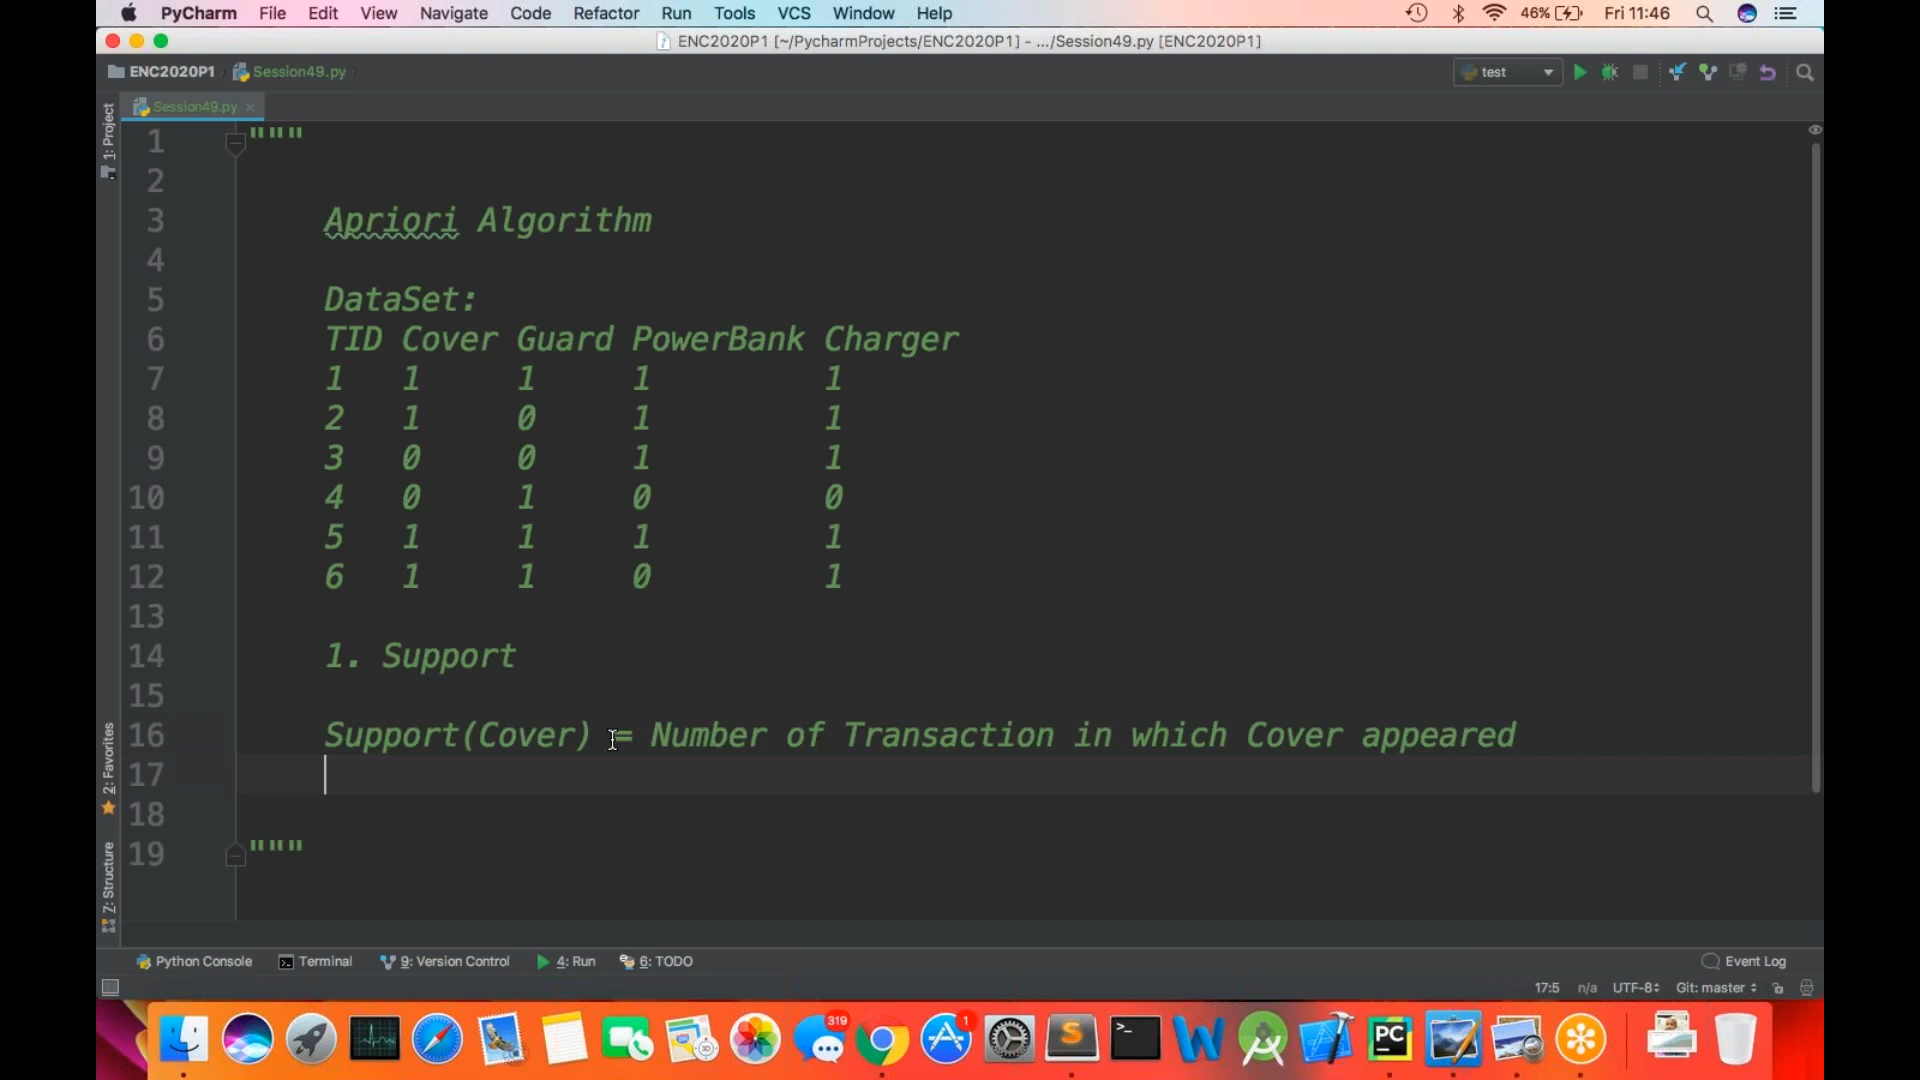 PyCharm File Edit View Navigate Code Refactor Run Tools VCS Window Help 46% Fri 11:46
ENC2020P1 [~/PycharmProjects/ENC2020P1] - .../Session49.py [ENC2020P1]
ENC2020P1 Session49.py test
Session49.py
1: Project
1 """
2
3 Apriori Algorithm
4
5 DataSet:
6 TID Cover Guard PowerBank Charger
7 1 1 1 1 1
8 2 1 0 1 1
9 3 0 0 1 1
10 4 0 1 0 0
11 5 1 1 1 1
12 6 1 1 0 1
13
14 1. Support
15
16 Support(Cover) = Number of Transaction in which Cover appeared
17
18
19 """
2: Favorites
Z: Structure
Python Console Terminal 9: Version Control 4: Run 6: TODO Event Log
17:5 n/a UTF-8 Git: master
319
1
PC